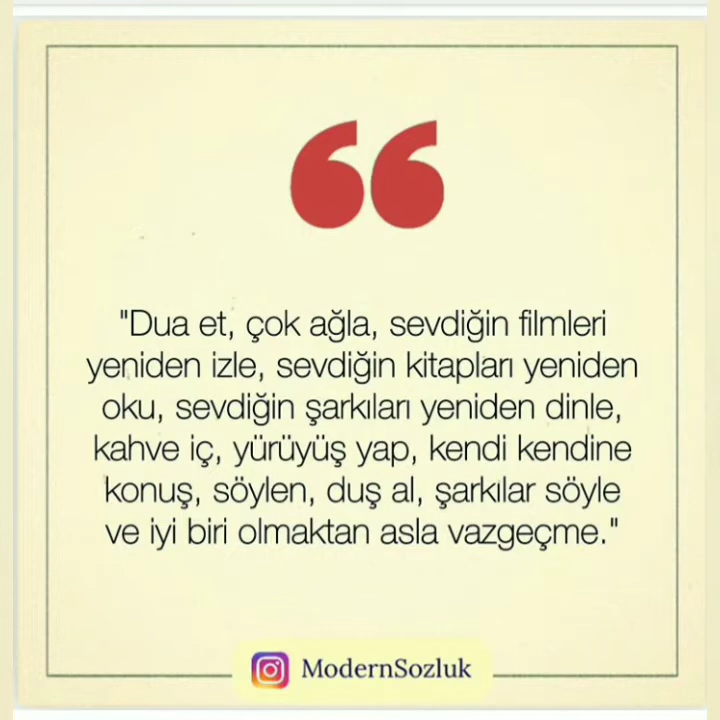 "Dua et, çok ağla, sevdiğin filmleri
yeniden izle, sevdiğin kitapları yeniden
oku, sevdiğin şarkıları yeniden dinle,
kahve iç, yürüyüş yap, kendi kendine
konuş, söylen, duş al, şarkılar söyle
ve iyi biri olmaktan asla vazgeçme."
ModernSozluk